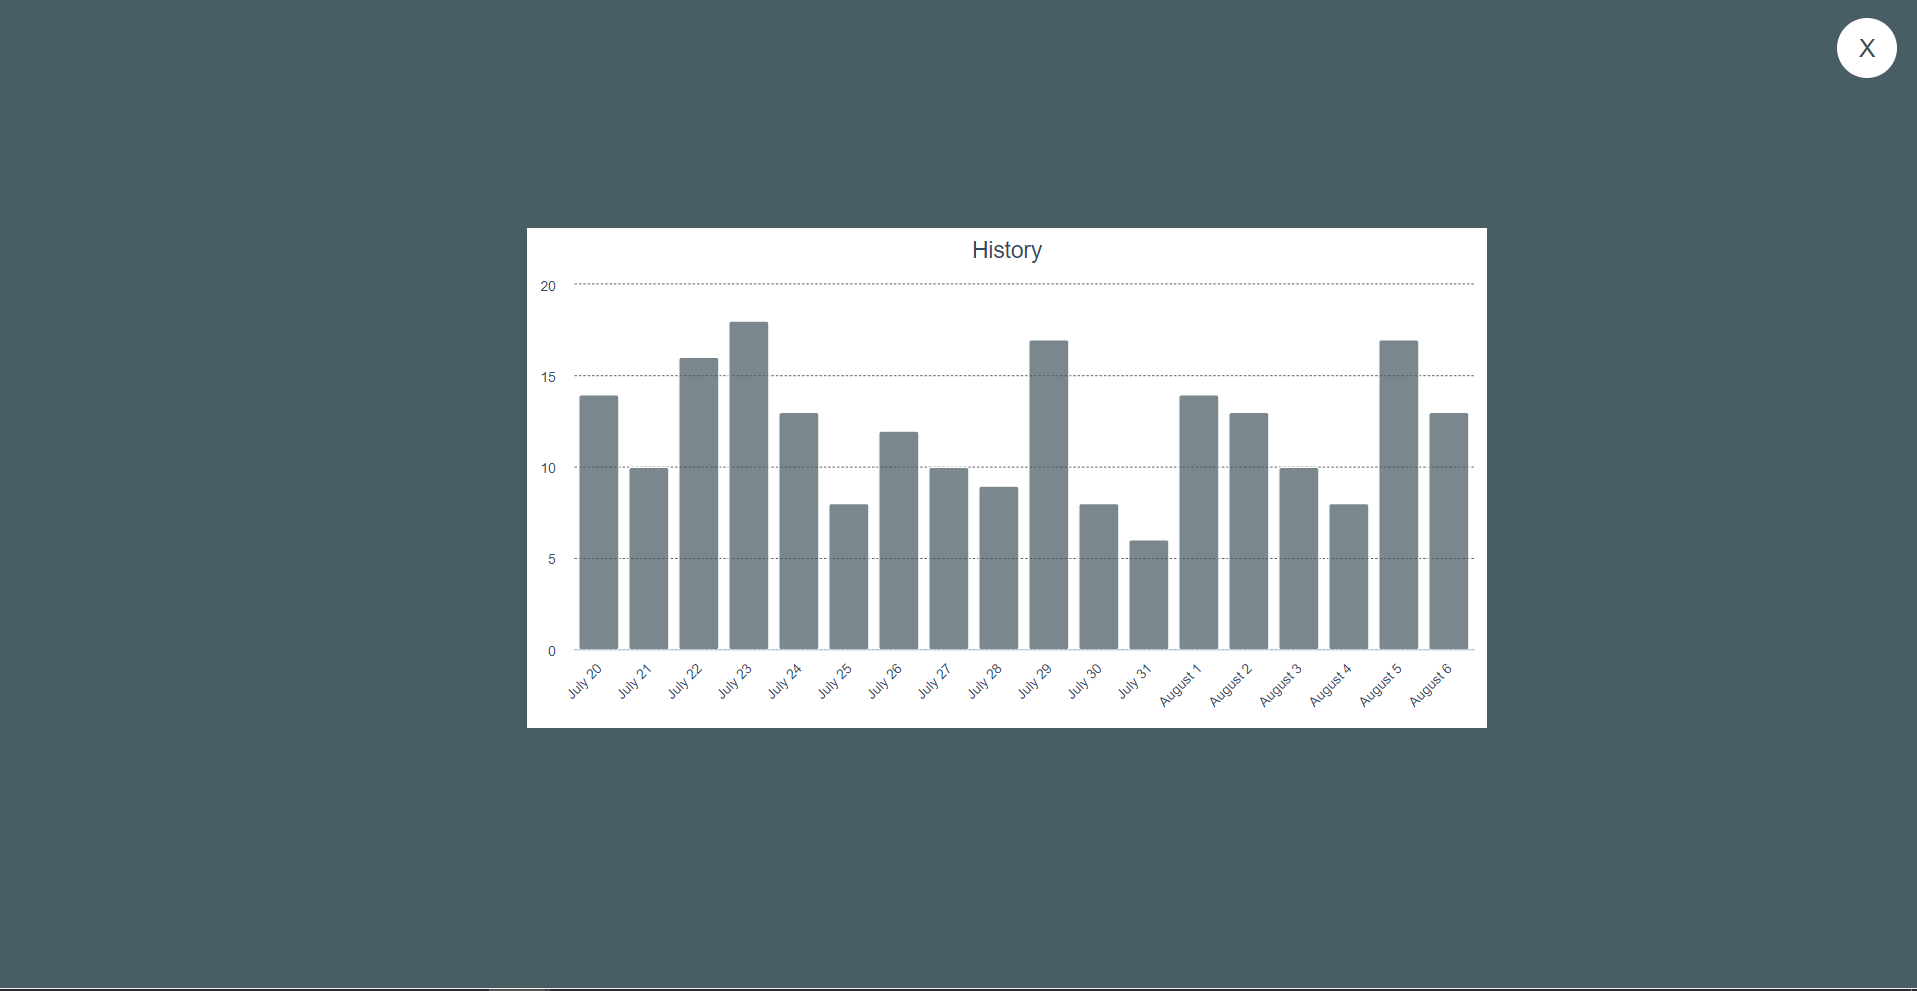 X
History
20
15
10
5
0
July 20
July 21
July 22
July 23
July 24
July 25
July 26
July 27
July 28
July 29
July 30
July 31
August 1
August 2
August 3
August 4
August 5
August 6